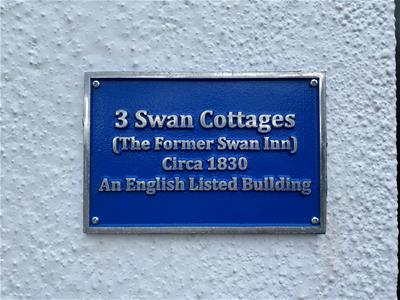 3 Swan Cottages
(The Former Swan Inn)
Circa 1830
An English Listed Building